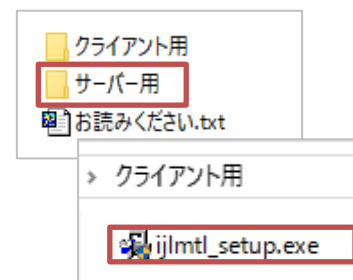 クライアント用
サーバー用
お読みください.txt
> クライアント用
ijlmtl_setup.exe